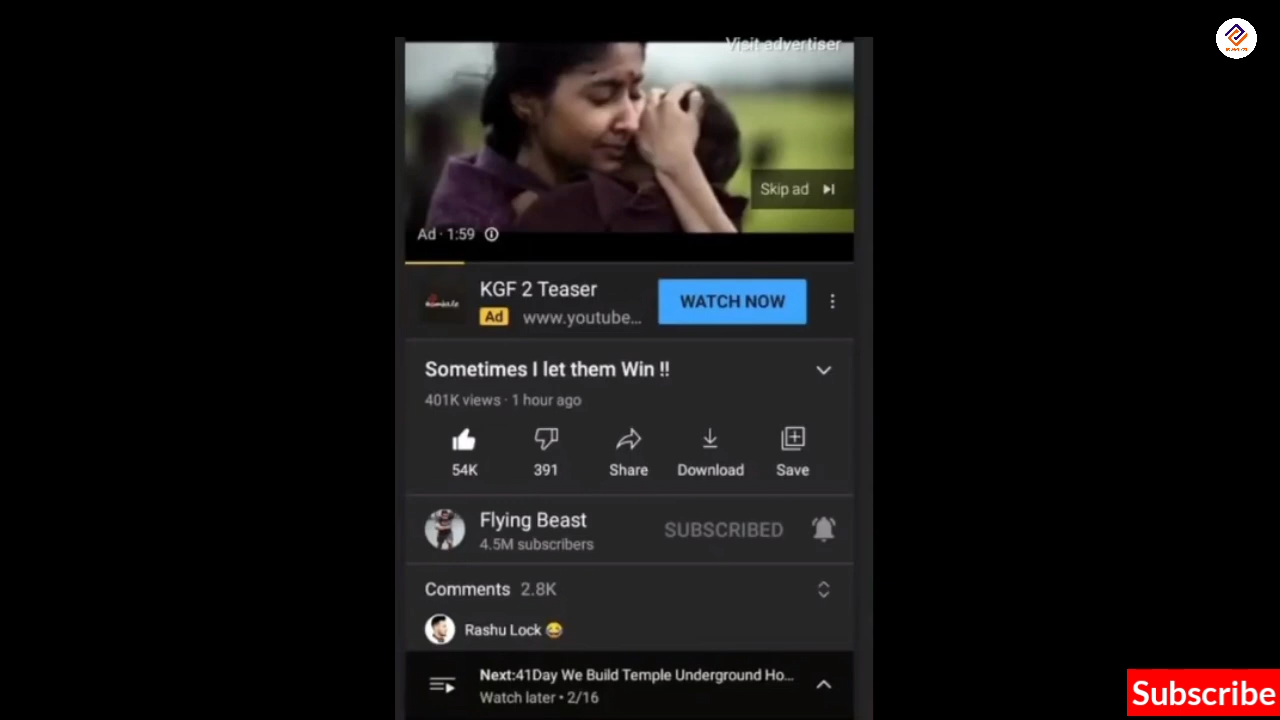 Visit advertiser
Skip ad
Ad · 1:59
KGF 2 Teaser
WATCH NOW
Ad www.youtube...
Sometimes I let them Win !!
401K views · 1 hour ago
54K 391 Share Download Save
Flying Beast
SUBSCRIBED
4.5M subscribers
Comments 2.8K
Rashu Lock 😂
Next:41Day We Build Temple Underground Ho...
Watch later • 2/16
Subscribe